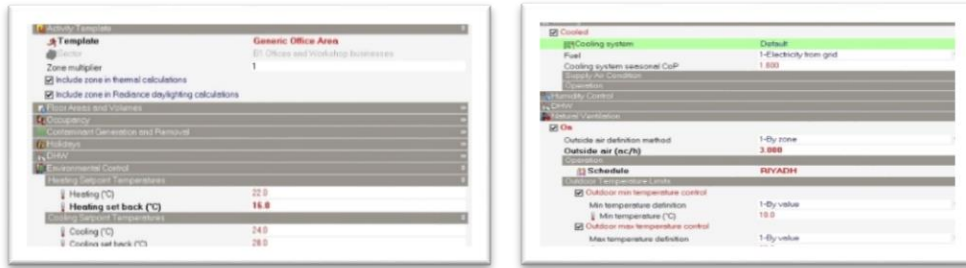 Activity Template
Template Generic Office Area
Sector B1 Offices and Workshop businesses
Zone multiplier 1
Include zone in thermal calculations
Include zone in Radiance daylighting calculations
Floor Areas and Volumes
Occupancy
Contaminant Generation and Removal
Holidays
DHW
Environmental Control
Heating Setpoint Temperatures
Heating (°C) 22.0
Heating set back (°C) 16.0
Cooling Setpoint Temperatures
Cooling (°C) 24.0
Cooling set back (°C) 28.0
Cooled
Cooling system Default
Fuel 1-Electricity from grid
Cooling system seasonal CoP 1.800
Supply Air Condition
Operation
Humidity Control
DHW
Natural Ventilation
On
Outside air definition method 1-By zone
Outside air (ac/h) 3.000
Operation
Schedule RIYADH
Outdoor Temperature Limits
Outdoor min temperature control
Min temperature definition 1-By value
Min temperature (°C) 10.0
Outdoor max temperature control
Max temperature definition 1-By value